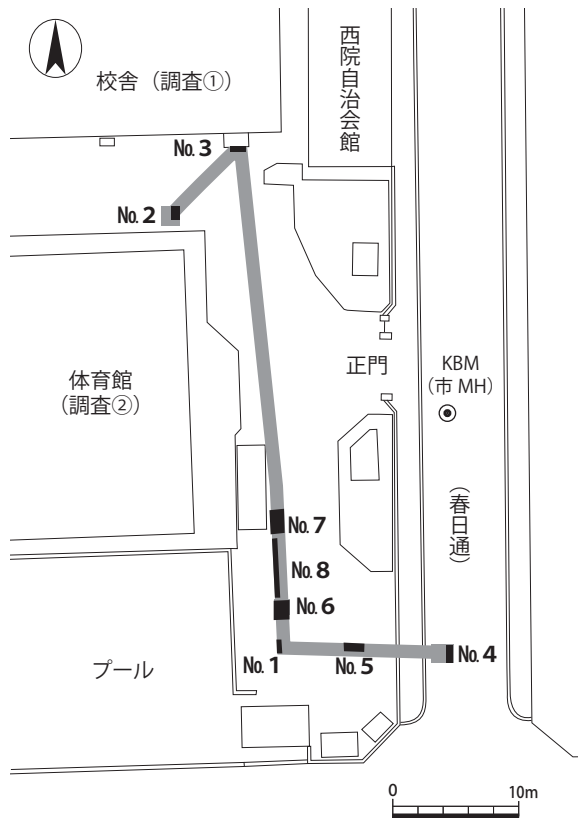 校舎（調査①）
西院自治会館
No. 3
No. 2
体育館
（調査②）
正門
KBM
（市 MH）
（春日通）
No. 7
No. 8
No. 6
No. 1
No. 5
No. 4
プール
0
10m